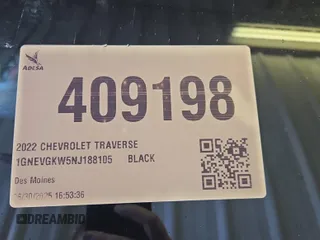 ADESA
409198
2022 CHEVROLET TRAVERSE
1GNEVGKW5NJ188105 BLACK
Des Moines
16:53:36
DREAMBID